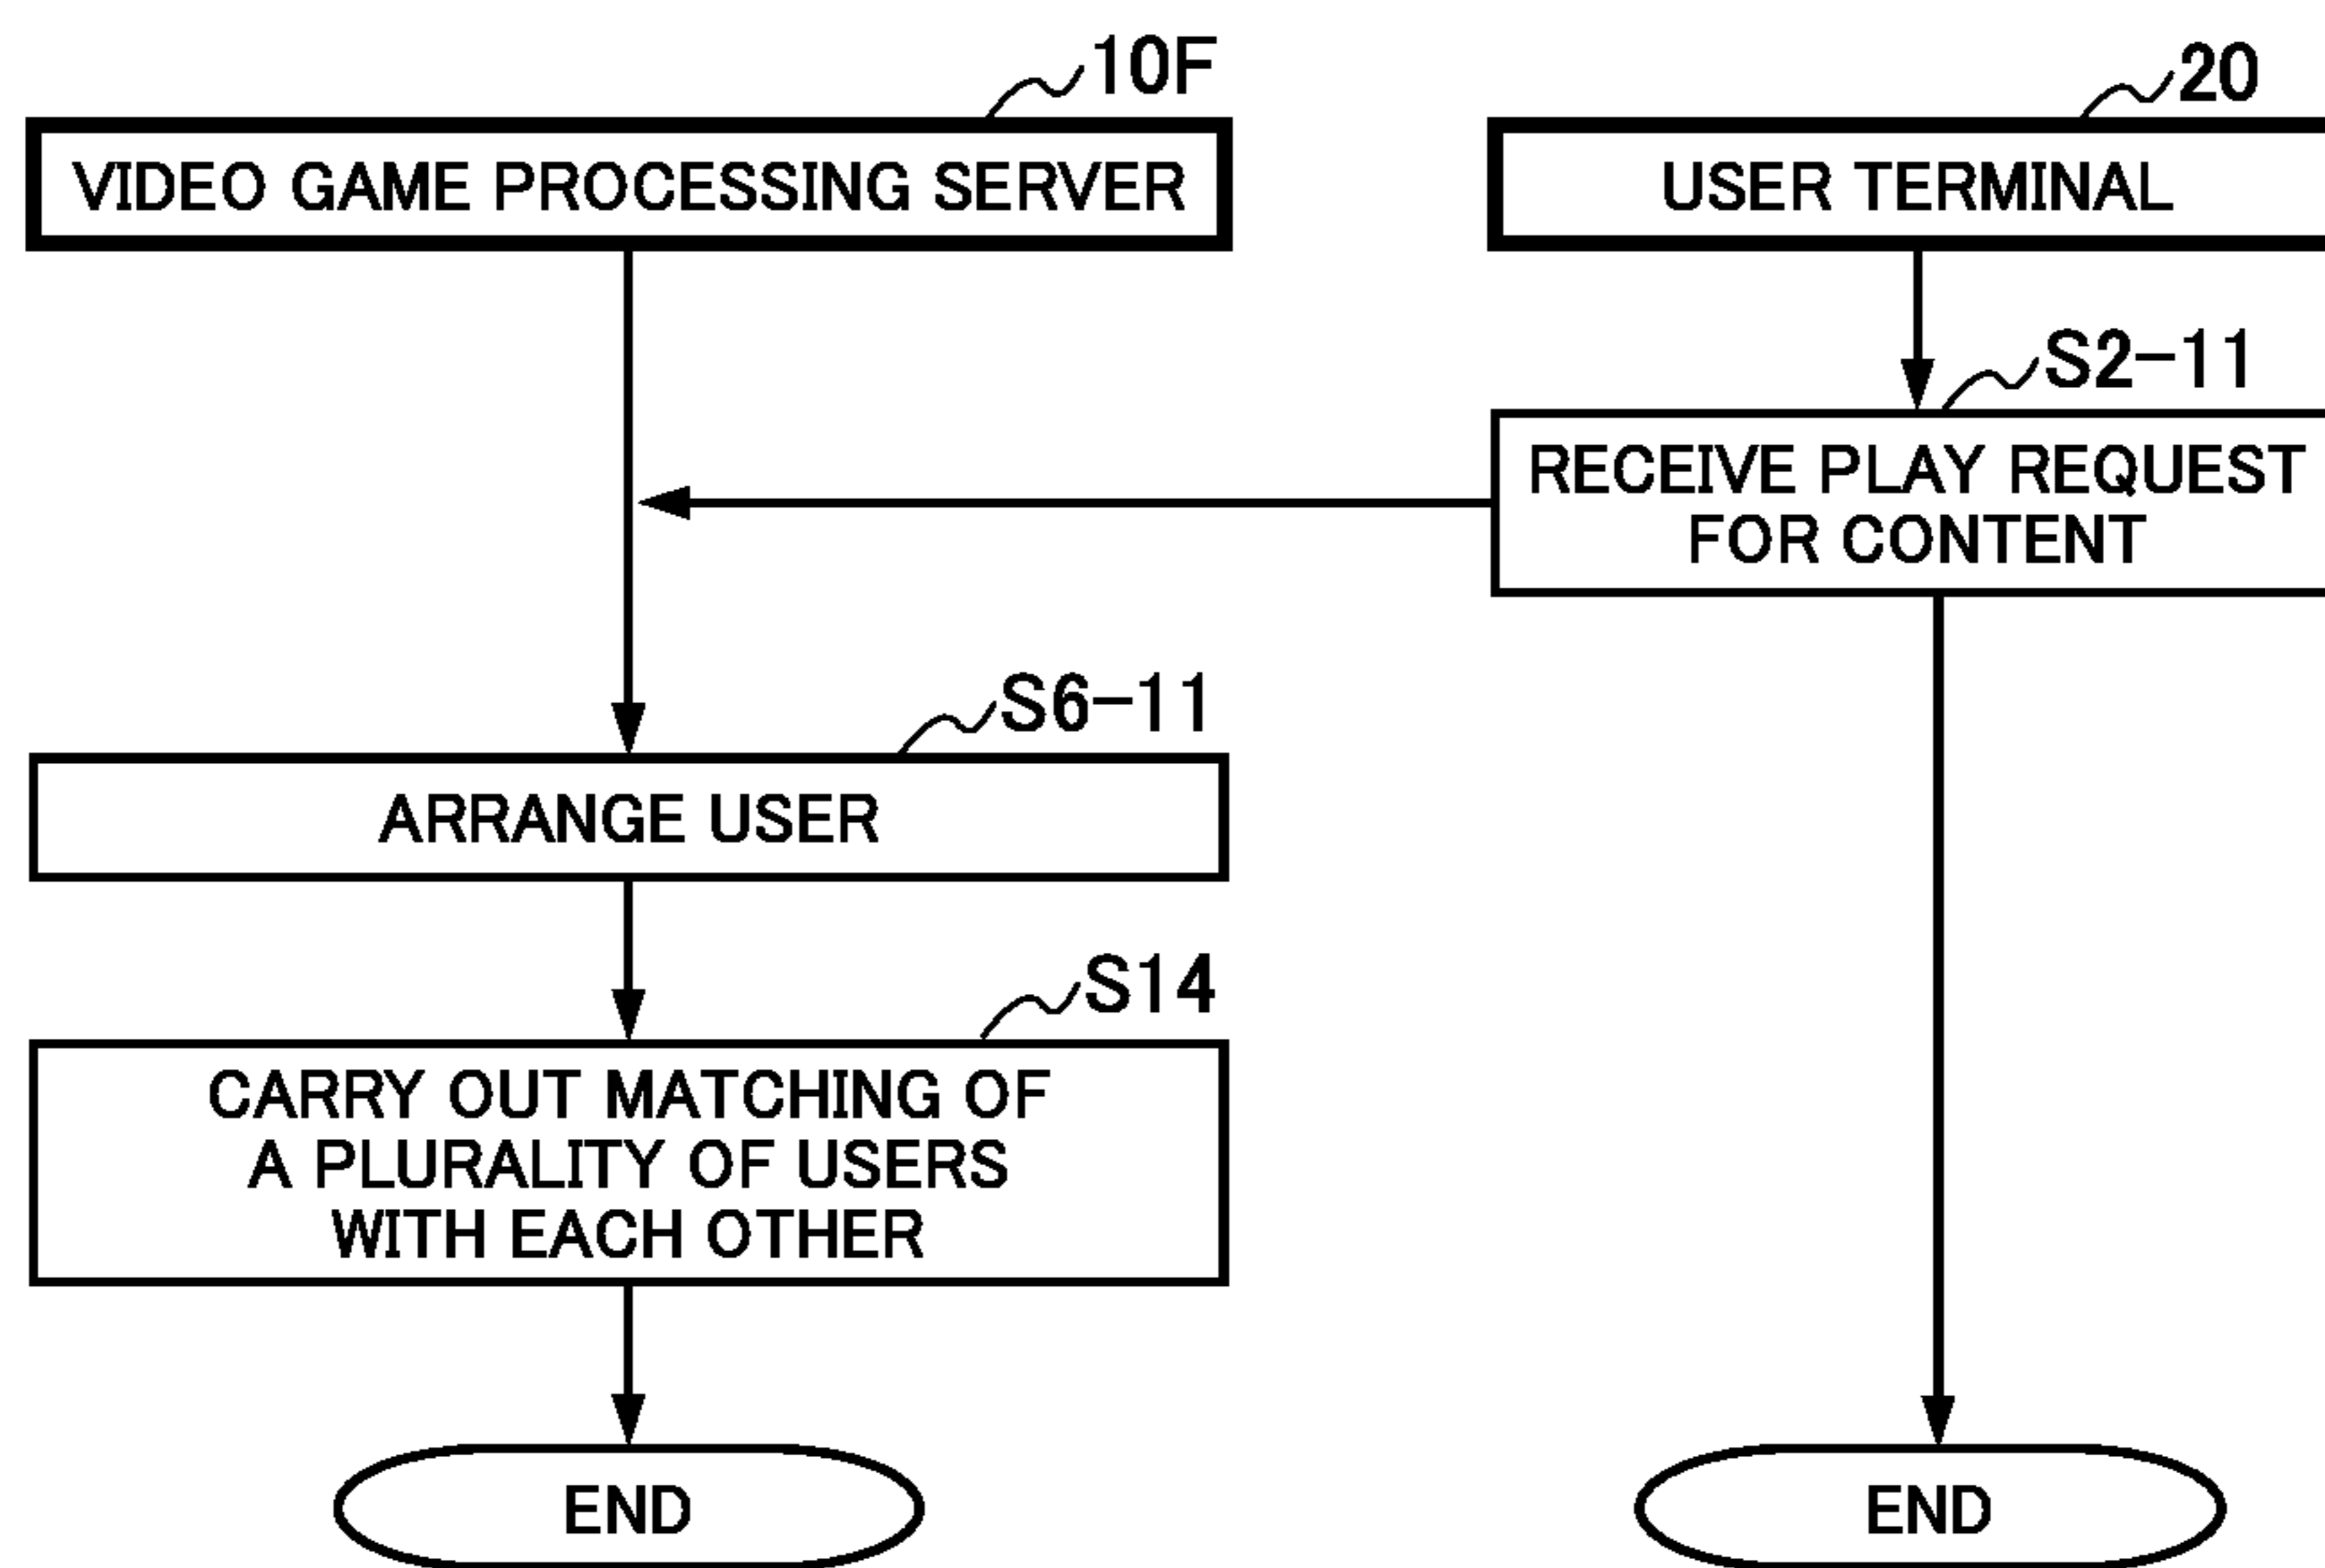 10F
20
VIDEO GAME PROCESSING SERVER
USER TERMINAL
S2-11
RECEIVE PLAY REQUEST
FOR CONTENT
S6-11
ARRANGE USER
S14
CARRY OUT MATCHING OF
A PLURALITY OF USERS
WITH EACH OTHER
END
END